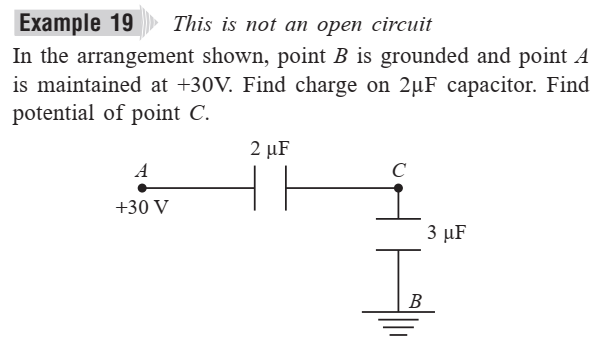 Example 19 This is not an open circuit
In the arrangement shown, point B is grounded and point A
is maintained at +30V. Find charge on 2μF capacitor. Find
potential of point C.
2 μF
A
C
+30 V
3 μF
B